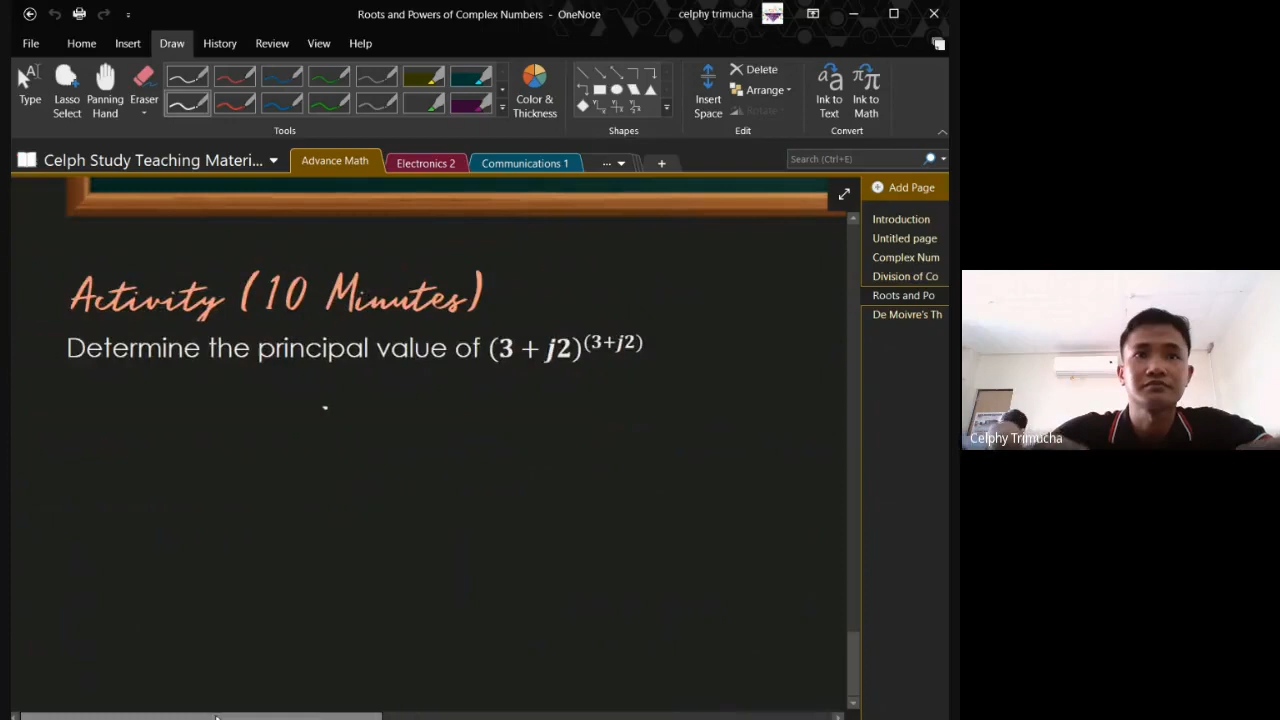 Roots and Powers of Complex Numbers - OneNote
celphy trimucha
File Home Insert Draw History Review View Help
Type
Lasso Select
Panning Hand
Eraser
Color & Thickness
Insert Space
Delete
Arrange
Rotate
Ink to Text
Ink to Math
Tools
Shapes
Edit
Convert
Celph Study Teaching Materi...
Advance Math
Electronics 2
Communications 1
...
Search (Ctrl+E)
Add Page
Introduction
Untitled page
Complex Num
Division of Co
Roots and Po
De Moivre's Th
Activity (10 Minutes)
Determine the principal value of (3 + j2)^(3+j2)
Celphy Trimucha